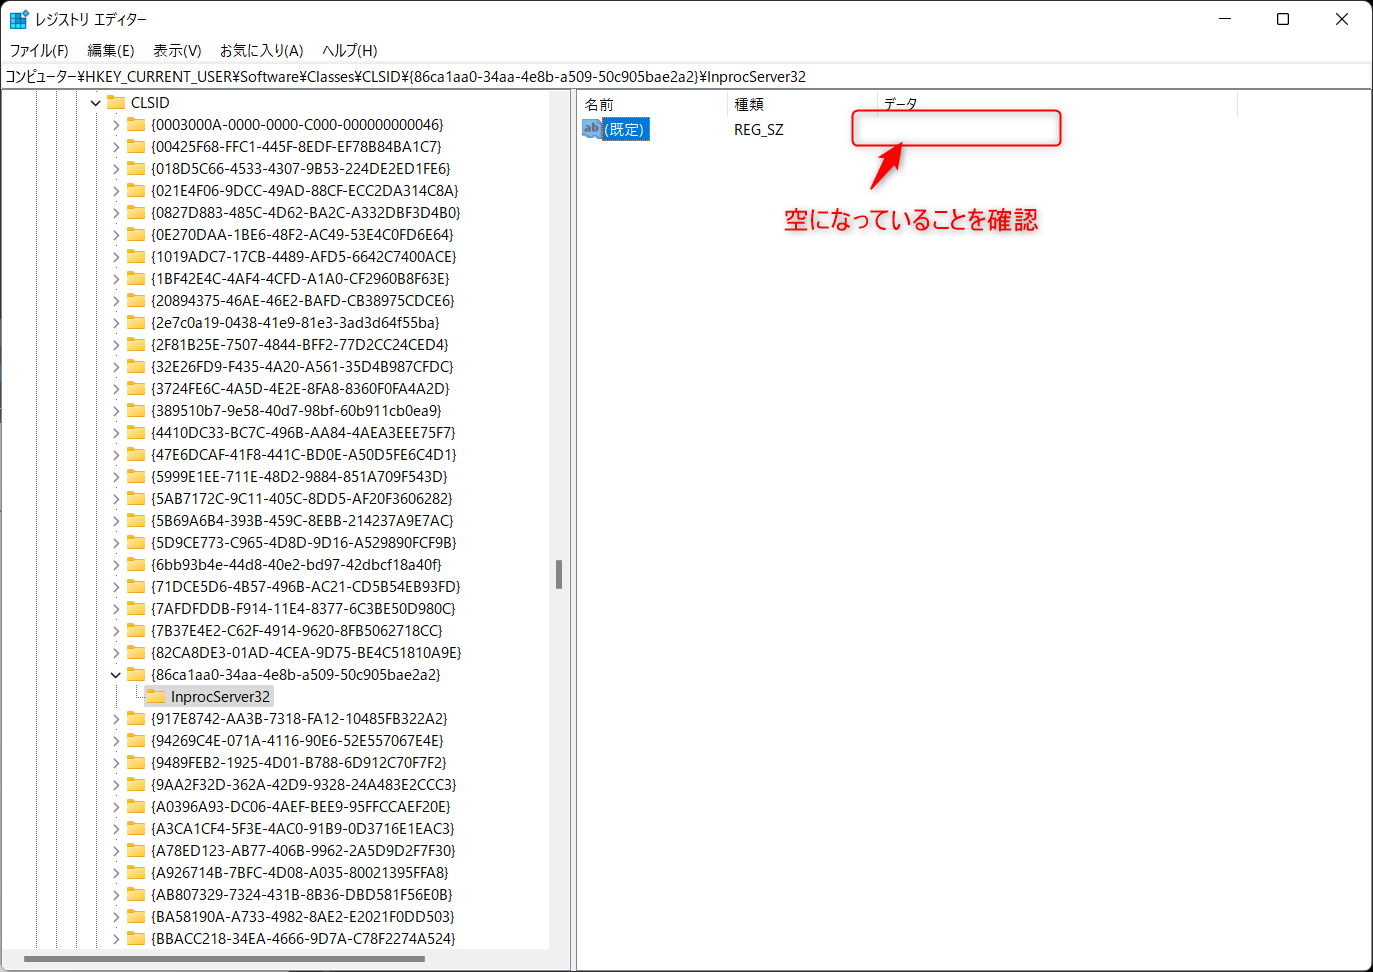 レジストリ エディター
ファイル(F) 編集(E) 表示(V) お気に入り(A) ヘルプ(H)
コンピューター¥HKEY_CURRENT_USER¥Software¥Classes¥CLSID¥{86ca1aa0-34aa-4e8b-a509-50c905bae2a2}¥InprocServer32
CLSID
{0003000A-0000-0000-C000-000000000046}
{00425F68-FFC1-445F-8EDF-EF78B84BA1C7}
{018D5C66-4533-4307-9B53-224DE2ED1FE6}
{021E4F06-9DCC-49AD-88CF-ECC2DA314C8A}
{0827D883-485C-4D62-BA2C-A332DBF3D4B0}
{0E270DAA-1BE6-48F2-AC49-53E4C0FD6E64}
{1019ADC7-17CB-4489-AFD5-6642C7400ACE}
{1BF42E4C-4AF4-4CFD-A1A0-CF2960B8F63E}
{20894375-46AE-46E2-BAFD-CB38975CDCE6}
{2e7c0a19-0438-41e9-81e3-3ad3d64f55ba}
{2F81B25E-7507-4844-BFF2-77D2CC24CED4}
{32E26FD9-F435-4A20-A561-35D4B987CFDC}
{3724FE6C-4A5D-4E2E-8FA8-8360F0FA4A2D}
{389510b7-9e58-40d7-98bf-60b911cb0ea9}
{4410DC33-BC7C-496B-AA84-4AEA3EEE75F7}
{47E6DCAF-41F8-441C-BD0E-A50D5FE6C4D1}
{5999E1EE-711E-48D2-9884-851A709F543D}
{5AB7172C-9C11-405C-8DD5-AF20F3606282}
{5B69A6B4-393B-459C-8EBB-214237A9E7AC}
{5D9CE773-C965-4D8D-9D16-A529890FCF9B}
{6bb93b4e-44d8-40e2-bd97-42dbcf18a40f}
{71DCE5D6-4B57-496B-AC21-CD5B54EB93FD}
{7AFDFDDB-F914-11E4-8377-6C3BE50D980C}
{7B37E4E2-C62F-4914-9620-8FB5062718CC}
{82CA8DE3-01AD-4CEA-9D75-BE4C51810A9E}
{86ca1aa0-34aa-4e8b-a509-50c905bae2a2}
InprocServer32
{917E8742-AA3B-7318-FA12-10485FB322A2}
{94269C4E-071A-4116-90E6-52E557067E4E}
{9489FEB2-1925-4D01-B788-6D912C70F7F2}
{9AA2F32D-362A-42D9-9328-24A483E2CCC3}
{A0396A93-DC06-4AEF-BEE9-95FFCCAEF20E}
{A3CA1CF4-5F3E-4AC0-91B9-0D3716E1EAC3}
{A78ED123-AB77-406B-9962-2A5D9D2F7F30}
{A926714B-7BFC-4D08-A035-80021395FFA8}
{AB807329-7324-431B-8B36-DBD581F56E0B}
{BA58190A-A733-4982-8AE2-E2021F0DD503}
{BBACC218-34EA-4666-9D7A-C78F2274A524}
名前 種類 データ
ab (既定) REG_SZ
空になっていることを確認